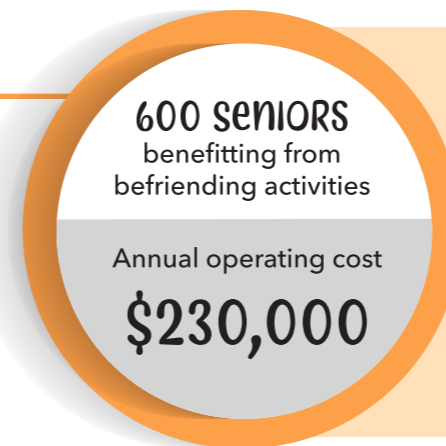 600 SENIORS
benefitting from
befriending activities
Annual operating cost
$230,000